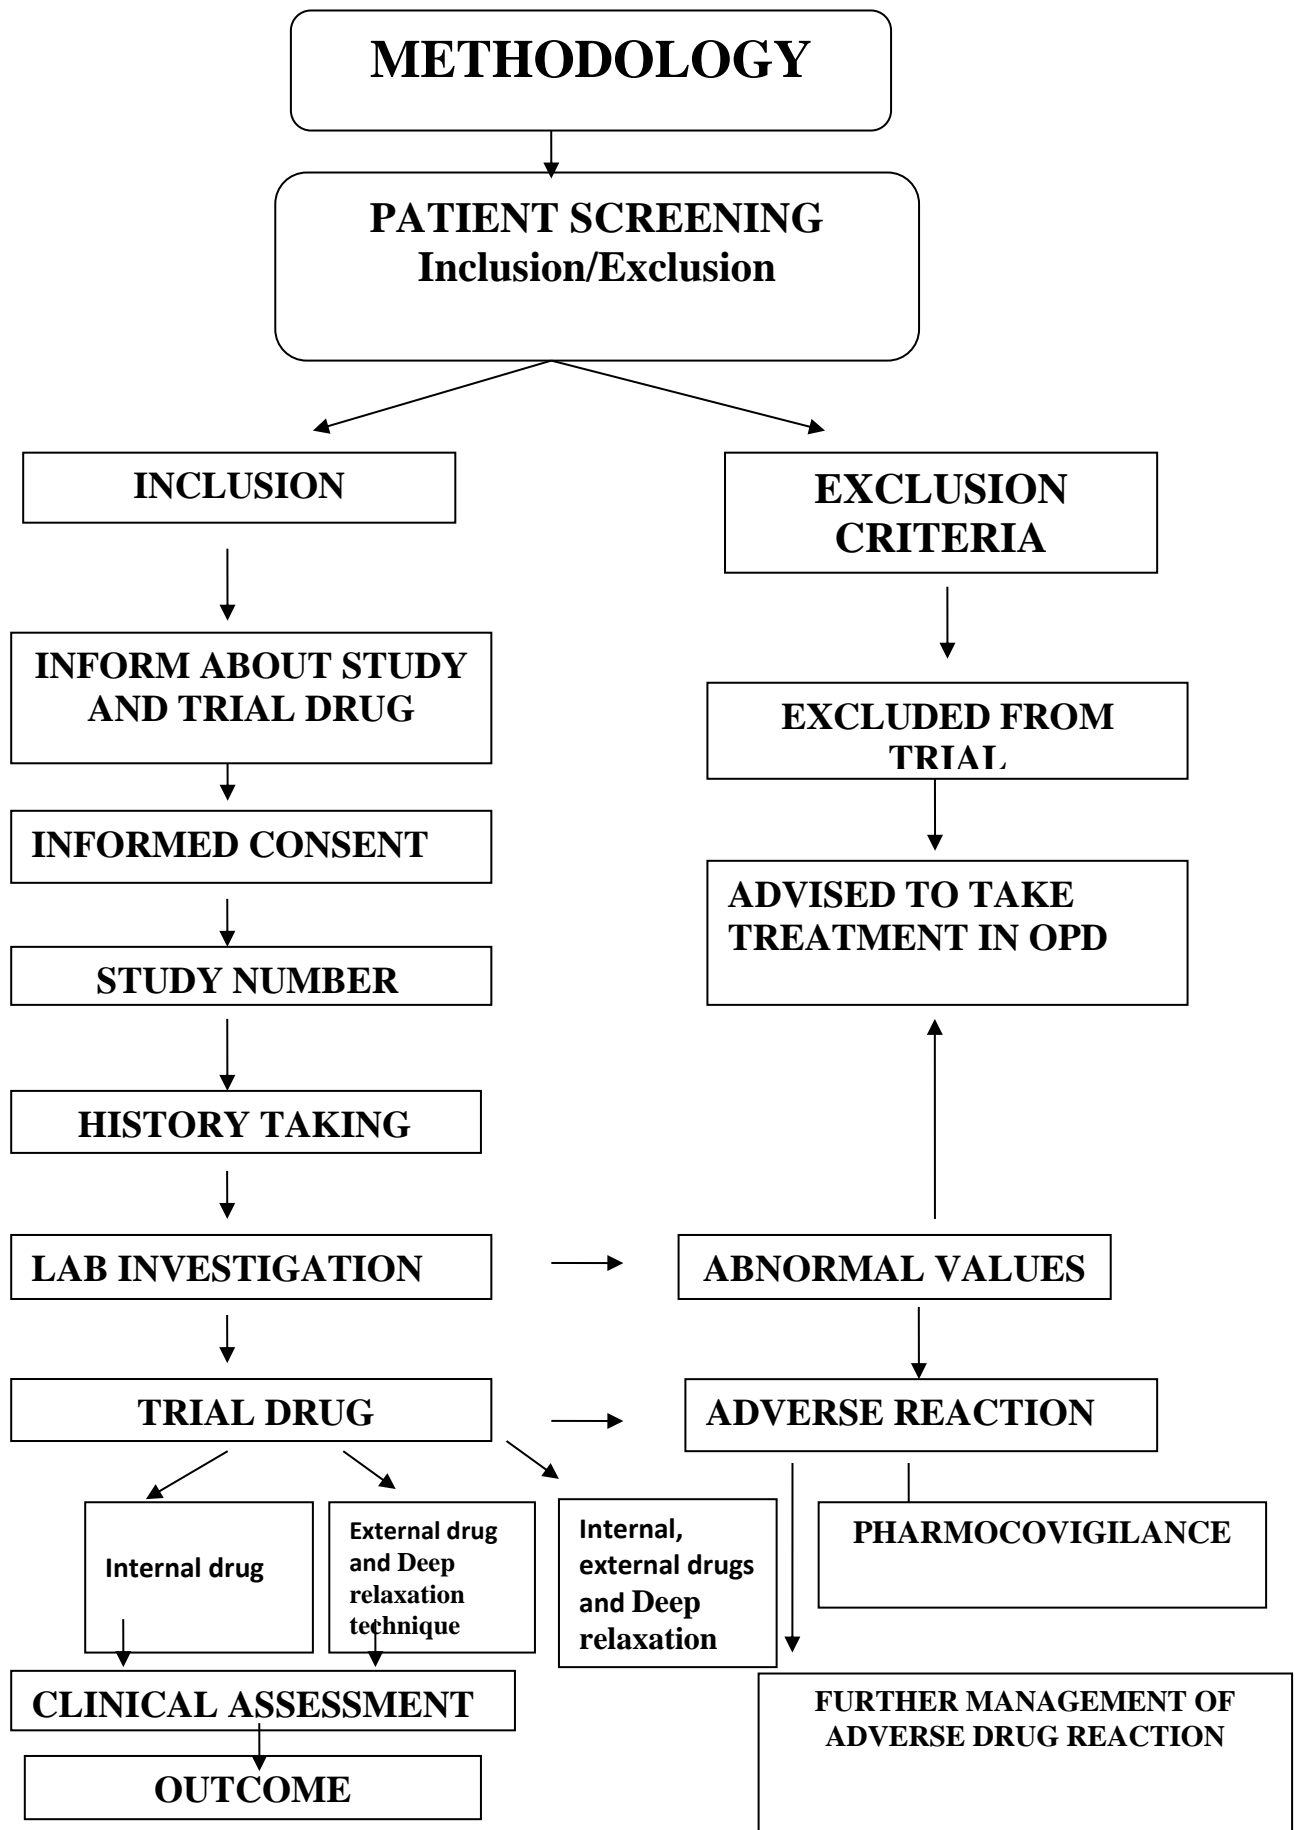 METHODOLOGY
PATIENT SCREENING
Inclusion/Exclusion
INCLUSION
EXCLUSION
CRITERIA
INFORM ABOUT STUDY
AND TRIAL DRUG
EXCLUDED FROM
TRIAL
INFORMED CONSENT
ADVISED TO TAKE
TREATMENT IN OPD
STUDY NUMBER
HISTORY TAKING
LAB INVESTIGATION
ABNORMAL VALUES
TRIAL DRUG
ADVERSE REACTION
Internal drug
External drug
and Deep
relaxation
technique
Internal,
external drugs
and Deep
relaxation
PHARMOCOVIGILANCE
CLINICAL ASSESSMENT
FURTHER MANAGEMENT OF
ADVERSE DRUG REACTION
OUTCOME